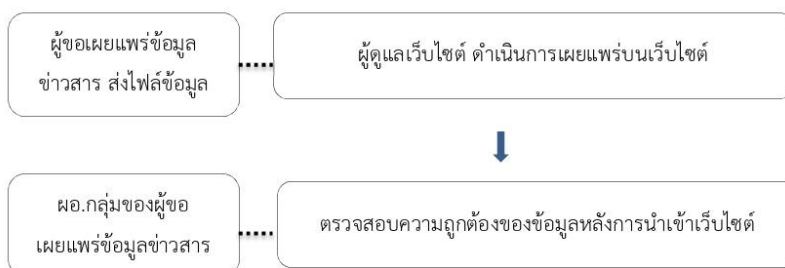 ผู้ขอเผยแพร่ข้อมูล
ข่าวสาร ส่งไฟล์ข้อมูล
ผู้ดูแลเว็บไซต์ ดำเนินการเผยแพร่บนเว็บไซต์
ผอ.กลุ่มของผู้ขอ
เผยแพร่ข้อมูลข่าวสาร
ตรวจสอบความถูกต้องของข้อมูลหลังการนำเข้าเว็บไซต์